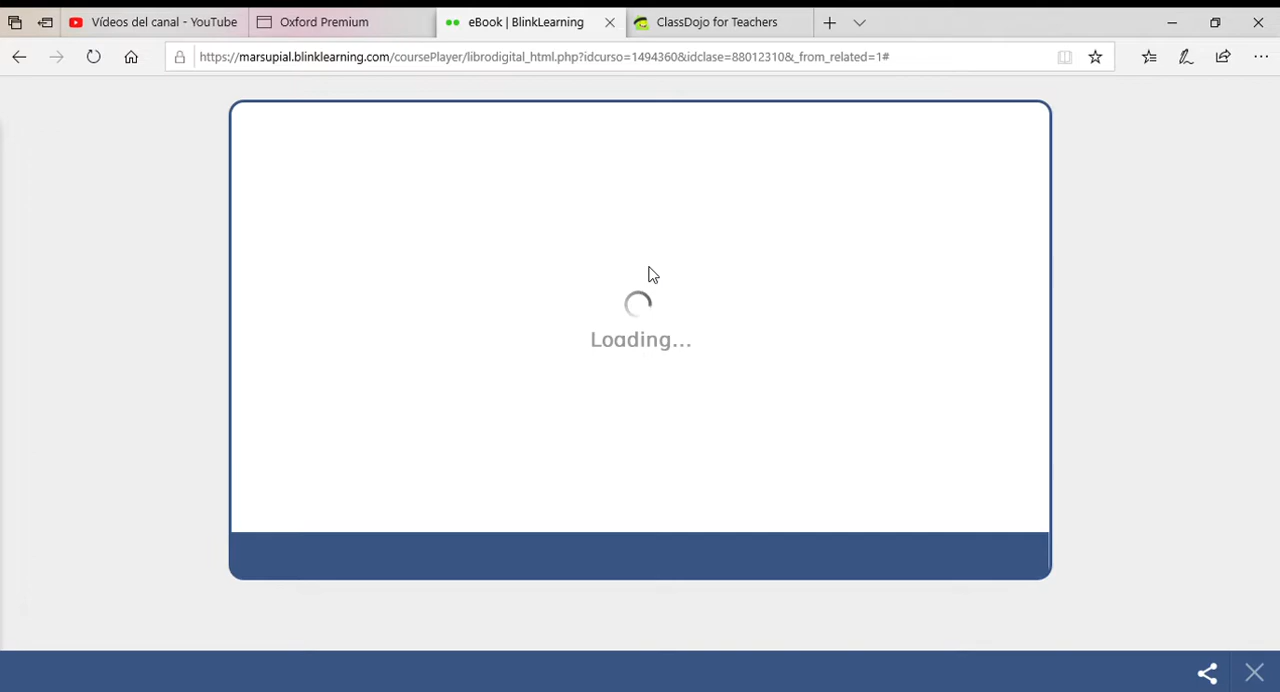 Vídeos del canal - YouTube
Oxford Premium
eBook | BlinkLearning
ClassDojo for Teachers
https://marsupial.blinklearning.com/coursePlayer/librodigital_html.php?idcurso=1494360&idclase=88012310&_from_related=1#
Loading...